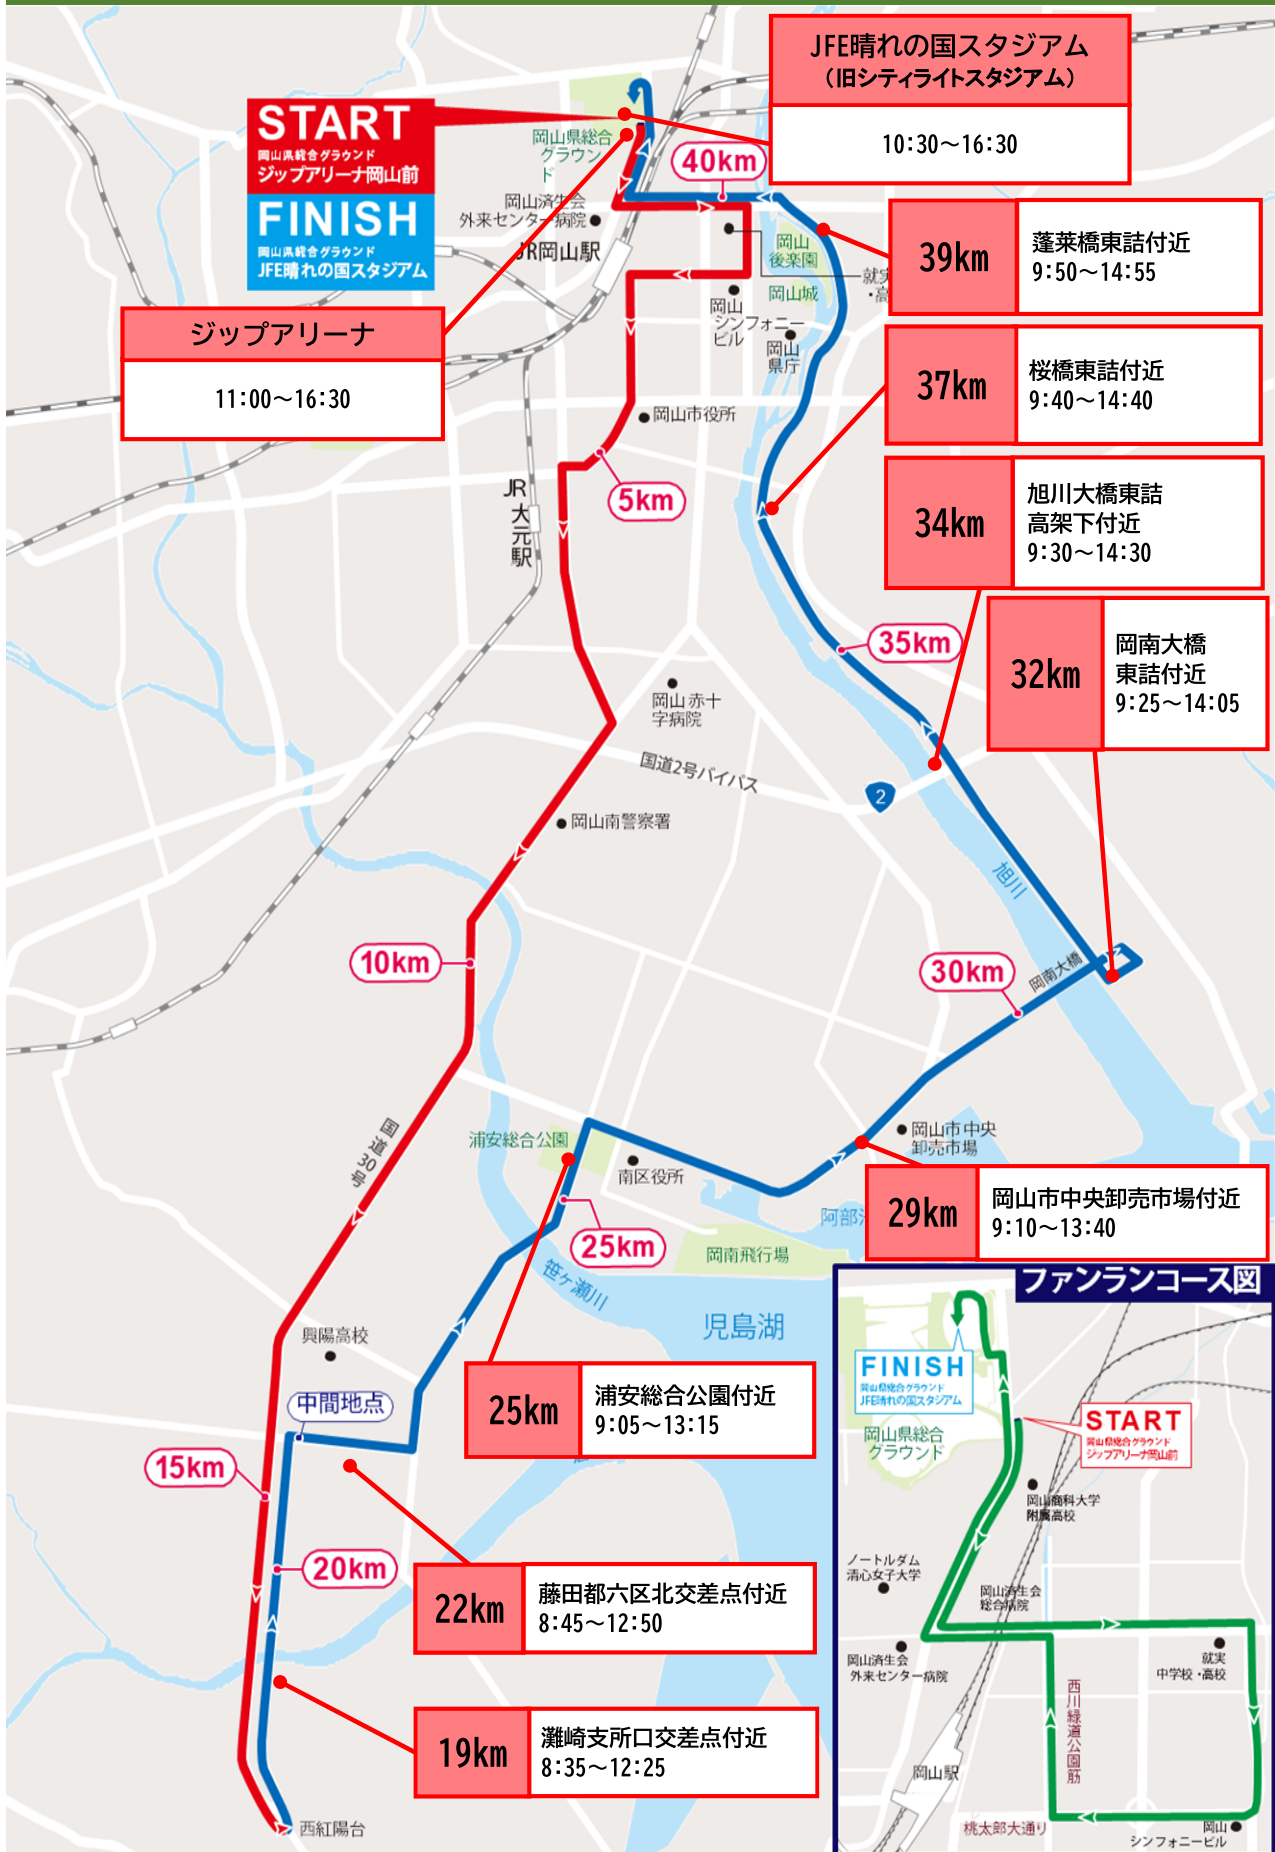 JFE晴れの国スタジアム
（旧シティライトスタジアム）
10:30～16:30
START
岡山県総合グラウンド
ジップアリーナ岡山前
FINISH
岡山県総合グラウンド
JFE晴れの国スタジアム
岡山県総合
グラウン
ド
40km
岡山済生会
外来センター病院
JR岡山駅
岡山
後楽園
岡山城
就実
・高
39km
蓬莱橋東詰付近
9:50～14:55
ジップアリーナ
11:00～16:30
岡山
シンフォニー
ビル
岡山
県庁
37km
桜橋東詰付近
9:40～14:40
岡山市役所
5km
JR
大元駅
34km
旭川大橋東詰
高架下付近
9:30～14:30
35km
32km
岡南大橋
東詰付近
9:25～14:05
岡山赤十
字病院
国道2号バイパス
2
岡山南警察署
旭川
10km
30km
岡南大橋
国道30号
浦安総合公園
南区役所
岡山市中央
卸売市場
25km
阿部
岡南飛行場
29km
岡山市中央卸売市場付近
9:10～13:40
笹ヶ瀬川
児島湖
興陽高校
中間地点
25km
浦安総合公園付近
9:05～13:15
15km
20km
22km
藤田都六区北交差点付近
8:45～12:50
19km
灘崎支所口交差点付近
8:35～12:25
西紅陽台
ファンランコース図
FINISH
岡山県総合グラウンド
JFE晴れの国スタジアム
START
岡山県総合グラウンド
ジップアリーナ岡山前
岡山県総合
グラウンド
岡山商科大学
附属高校
ノートルダム
清心女子大学
岡山済生会
総合病院
岡山済生会
外来センター病院
就実
中学校・高校
西川緑道公園筋
岡山駅
桃太郎大通り
岡山
シンフォニービル